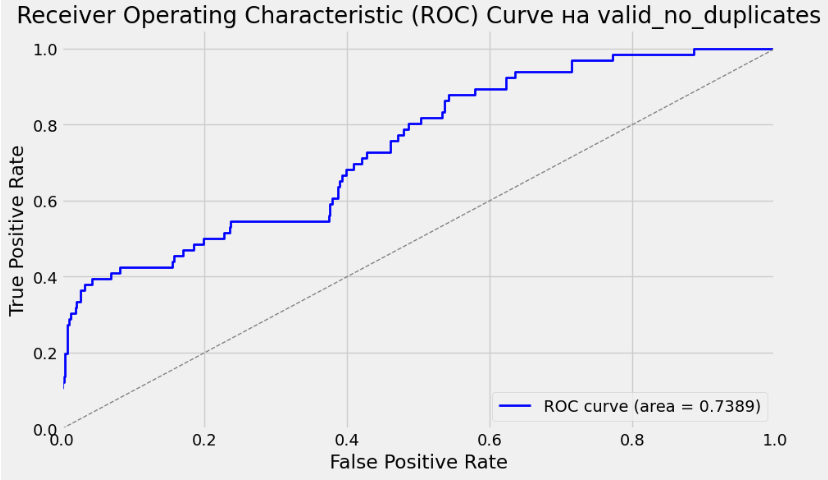 Receiver Operating Characteristic (ROC) Curve на valid_no_duplicates
True Positive Rate
1.0
0.8
0.6
0.4
0.2
0.0
0.0 0.2 0.4 0.6 0.8 1.0
ROC curve (area = 0.7389)
False Positive Rate